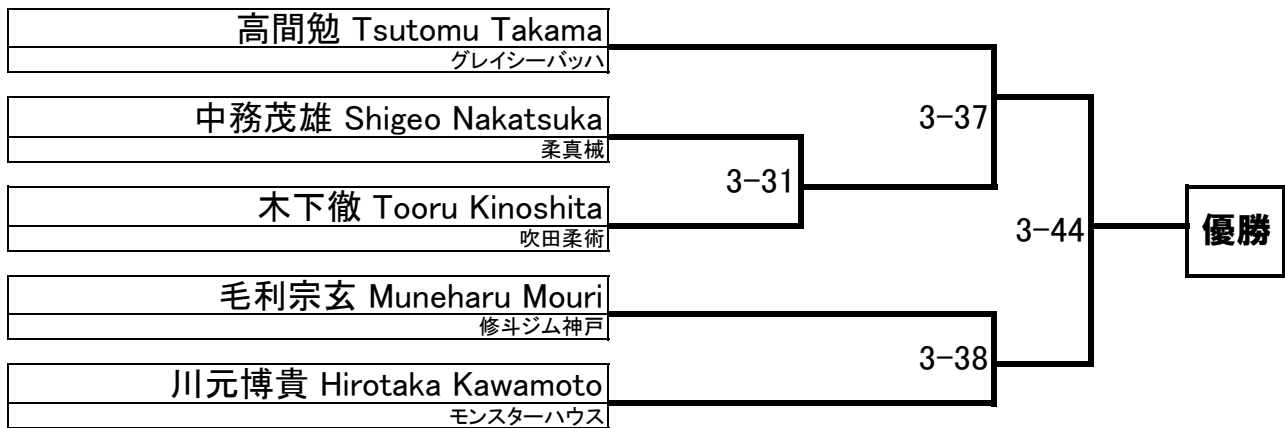 高間勉 Tsutomu Takama
グレイシーバッハ
中務茂雄 Shigeo Nakatsuka
柔真械
木下徹 Tooru Kinoshita
吹田柔術
毛利宗玄 Muneharu Mouri
修斗ジム神戸
川元博貴 Hirotaka Kawamoto
モンスターハウス
3-31
3-37
3-38
3-44
優勝